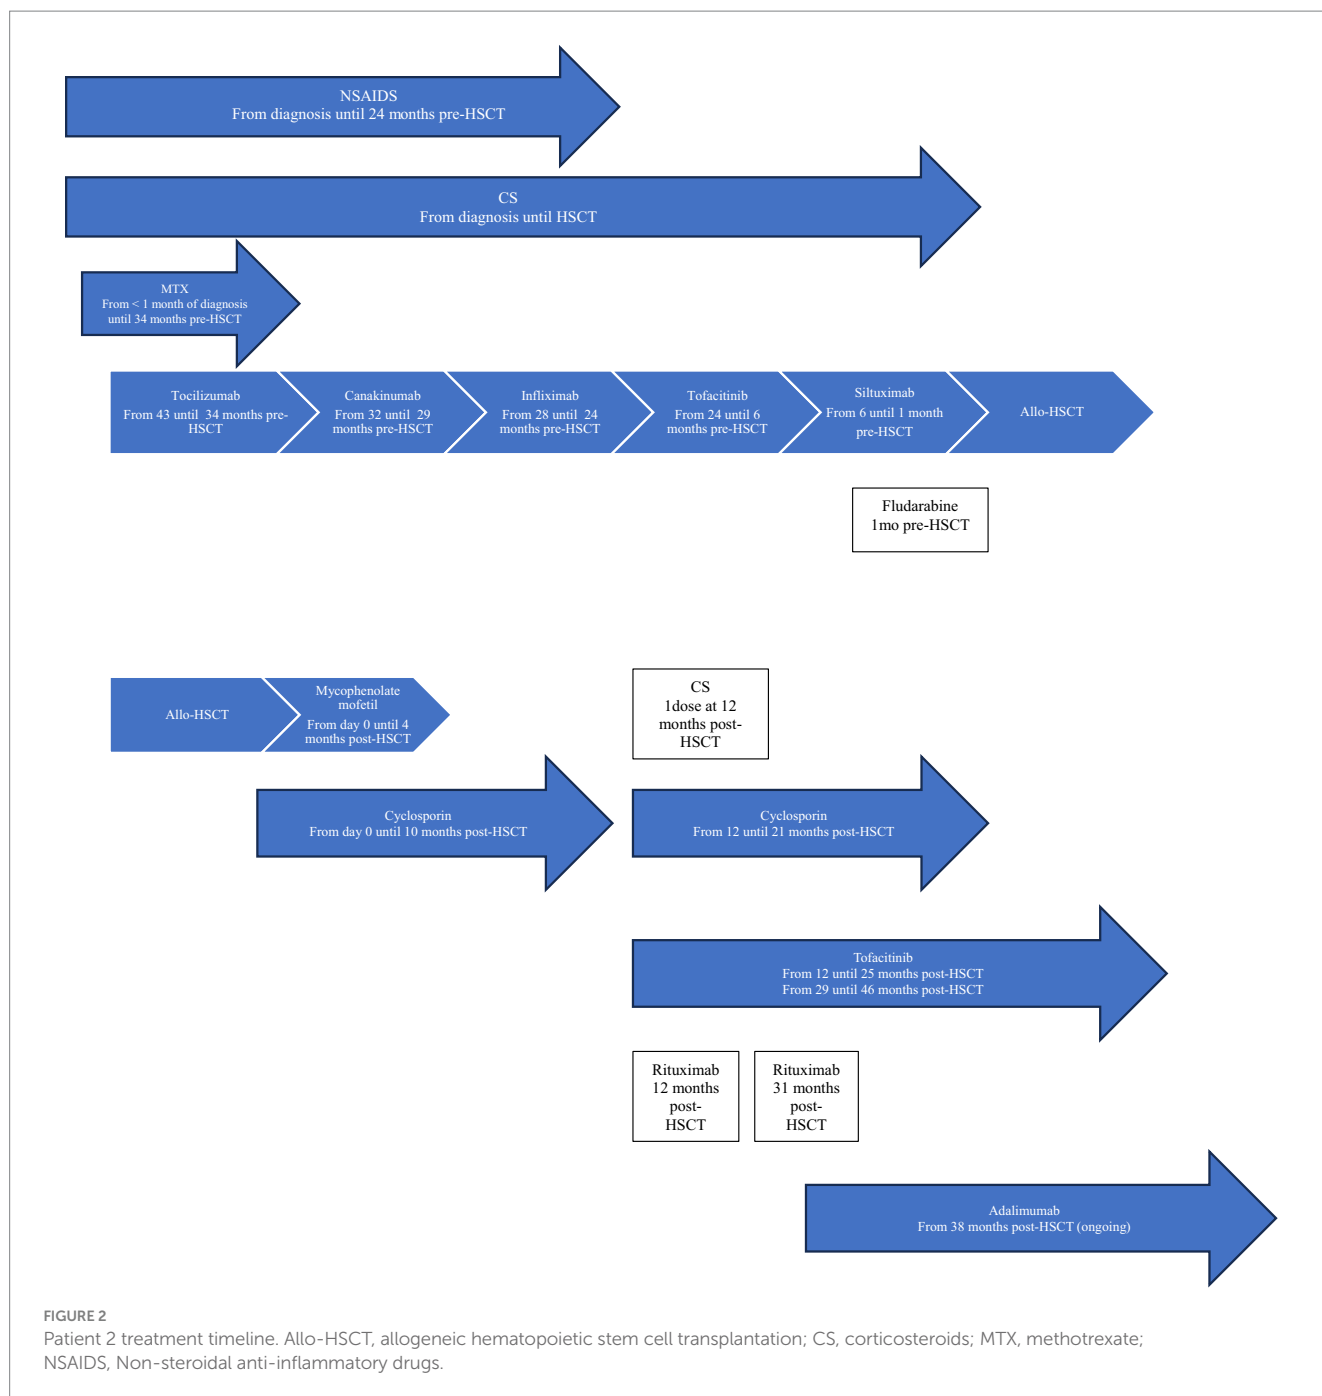 NSAIDS
From diagnosis until 24 months pre-HSCT
CS
From diagnosis until HSCT
MTX
From < 1 month of diagnosis
until 34 months pre-HSCT
Tocilizumab
From 43 until 34 months pre-
HSCT
Canakinumab
From 32 until 29
months pre-HSCT
Infliximab
From 28 until 24
months pre-HSCT
Tofacitinib
From 24 until 6
months pre-HSCT
Siltuximab
From 6 until 1 month
pre-HSCT
Allo-HSCT
Fludarabine
1mo pre-HSCT
Allo-HSCT
Mycophenolate
mofetil
From day 0 until 4
months post-HSCT
CS
1dose at 12
months post-
HSCT
Cyclosporin
From day 0 until 10 months post-HSCT
Cyclosporin
From 12 until 21 months post-HSCT
Tofacitinib
From 12 until 25 months post-HSCT
From 29 until 46 months post-HSCT
Rituximab
12 months
post-
HSCT
Rituximab
31 months
post-
HSCT
Adalimumab
From 38 months post-HSCT (ongoing)
FIGURE 2
Patient 2 treatment timeline. Allo-HSCT, allogeneic hematopoietic stem cell transplantation; CS, corticosteroids; MTX, methotrexate;
NSAIDS, Non-steroidal anti-inflammatory drugs.